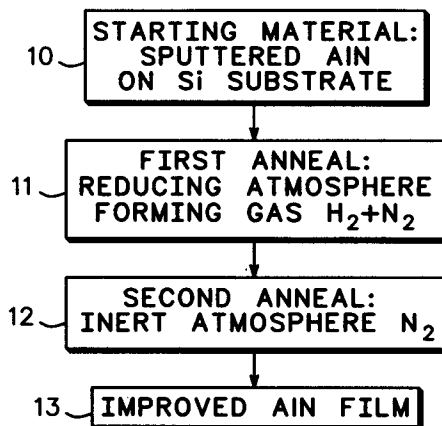 10
STARTING MATERIAL:
SPUTTERED AlN
ON Si SUBSTRATE
11
FIRST ANNEAL:
REDUCING ATMOSPHERE
FORMING GAS H₂+N₂
12
SECOND ANNEAL:
INERT ATMOSPHERE N₂
13
IMPROVED AlN FILM